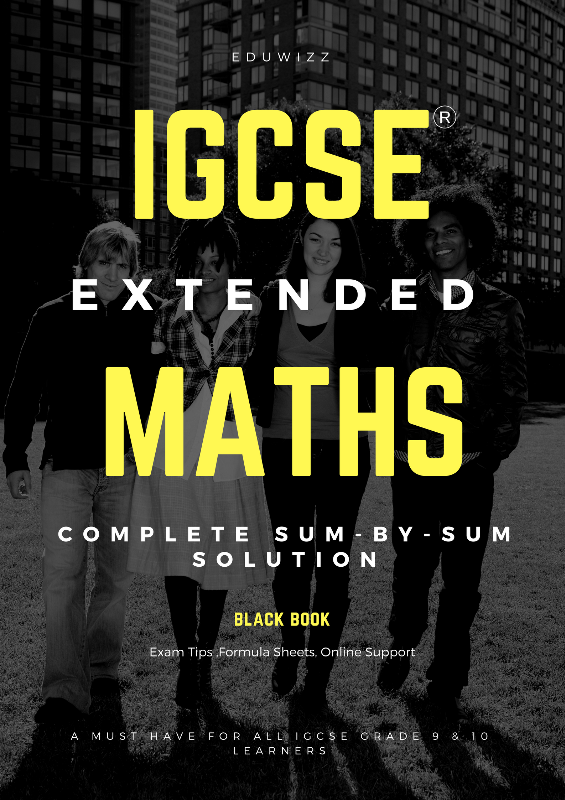 EDUWIZZ
IGCSE®
EXTENDED
MATHS
COMPLETE SUM-BY-SUM
SOLUTION
BLACK BOOK
Exam Tips ,Formula Sheets, Online Support
A MUST HAVE FOR ALL IGCSE GRADE 9 & 10
LEARNERS